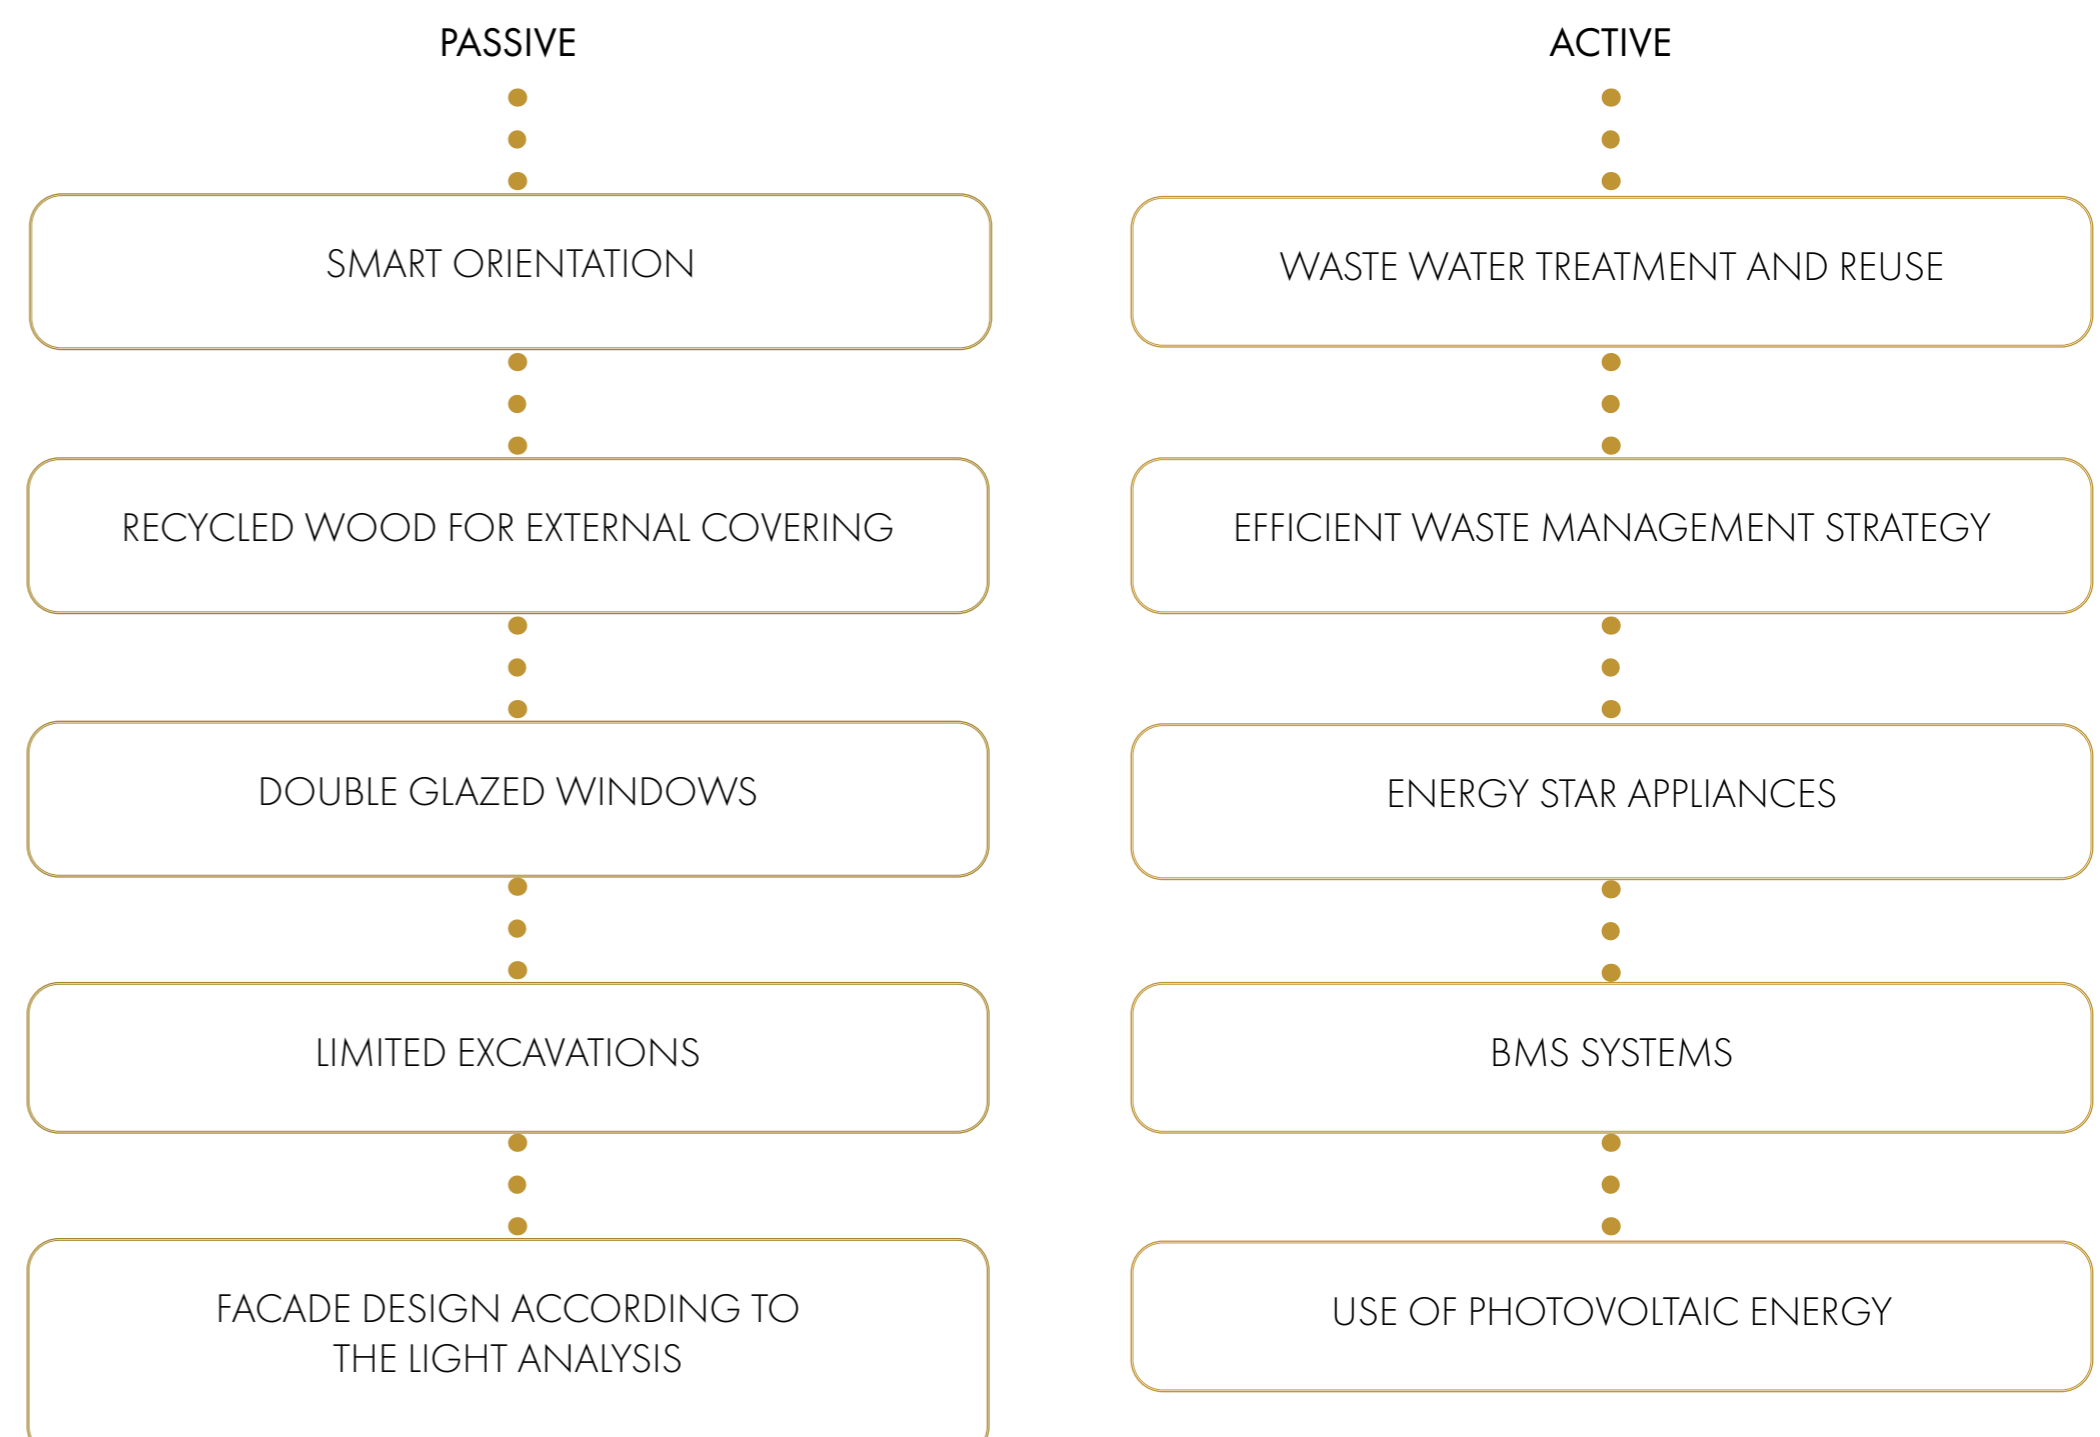 PASSIVE
SMART ORIENTATION
RECYCLED WOOD FOR EXTERNAL COVERING
DOUBLE GLAZED WINDOWS
LIMITED EXCAVATIONS
FACADE DESIGN ACCORDING TO
THE LIGHT ANALYSIS
ACTIVE
WASTE WATER TREATMENT AND REUSE
EFFICIENT WASTE MANAGEMENT STRATEGY
ENERGY STAR APPLIANCES
BMS SYSTEMS
USE OF PHOTOVOLTAIC ENERGY